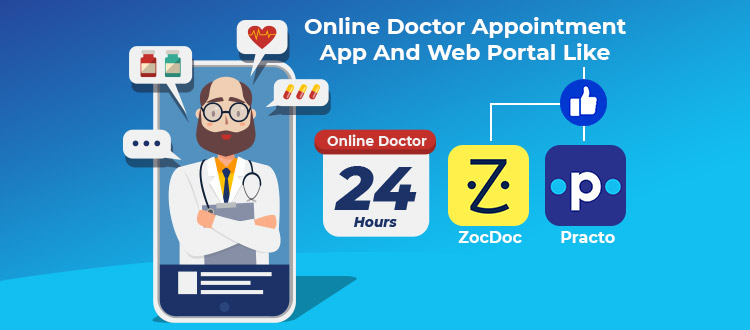 Online Doctor Appointment
App And Web Portal Like
Online Doctor
24
Hours
p
ZocDoc
Practo